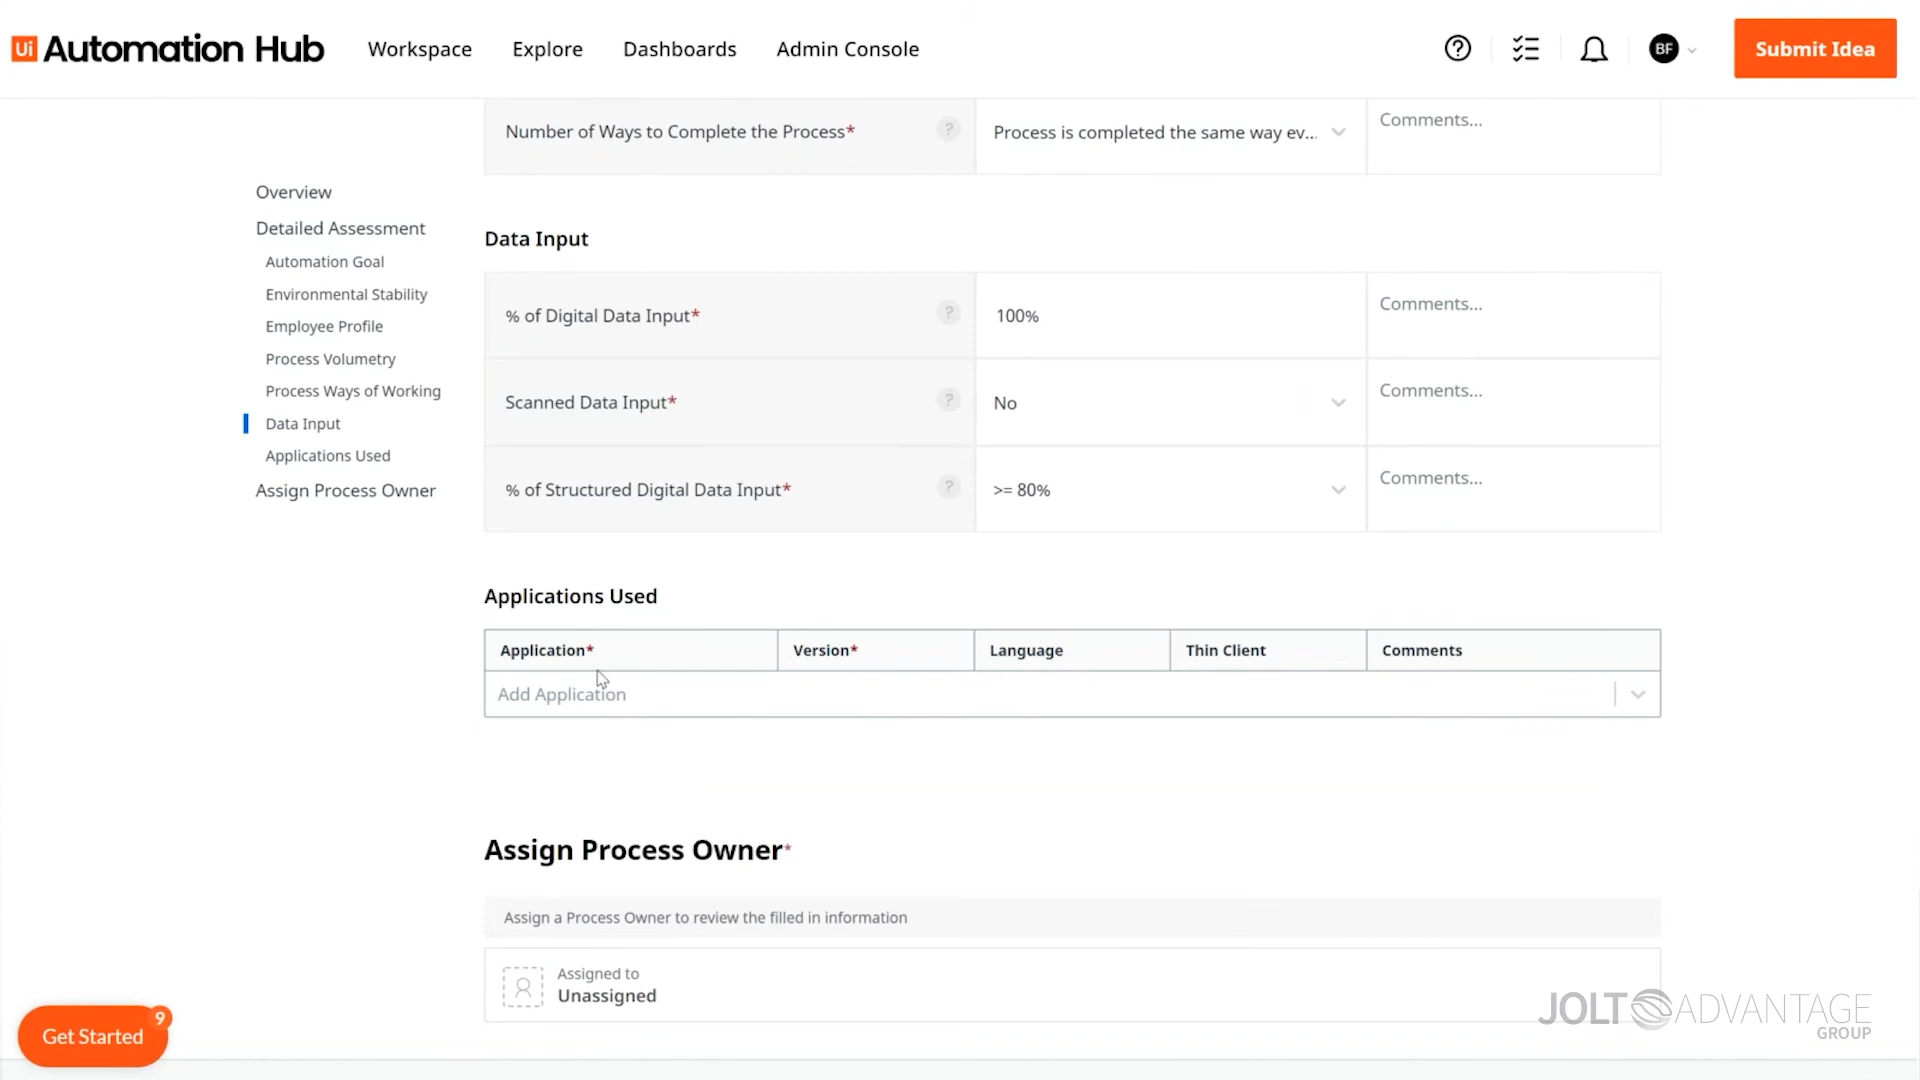 Ui Automation Hub
Workspace
Explore
Dashboards
Admin Console
?
BF
Submit Idea
Number of Ways to Complete the Process*
?
Process is completed the same way ev...
Comments...
Overview
Detailed Assessment
Automation Goal
Environmental Stability
Employee Profile
Process Volumetry
Process Ways of Working
Data Input
Applications Used
Assign Process Owner
Data Input
% of Digital Data Input*
?
100%
Comments...
Scanned Data Input*
?
No
Comments...
% of Structured Digital Data Input*
?
>= 80%
Comments...
Applications Used
Application*
Version*
Language
Thin Client
Comments
Add Application
Assign Process Owner*
Assign a Process Owner to review the filled in information
Assigned to
Unassigned
Get Started
9
JOLT ADVANTAGE
GROUP